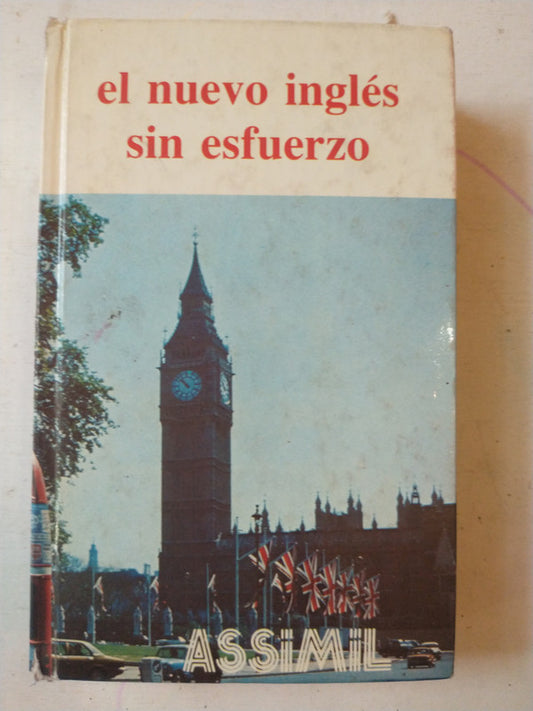 el nuevo inglés
sin esfuerzo
ASSiMiL